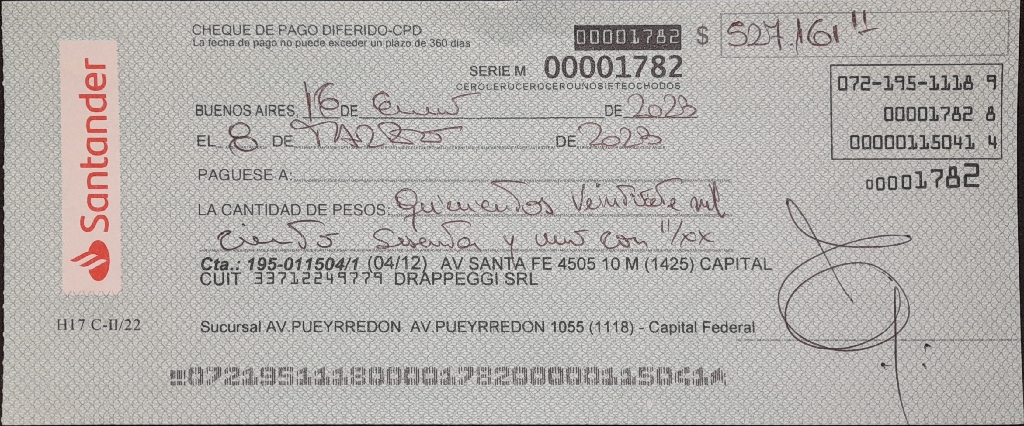 CHEQUE DE PAGO DIFERIDO-CPD
La fecha de pago no puede exceder un plazo de 360 dias
00001782 $ 527.161 11
SERIE M 00001782
CEROCEROCEROCEROUNOSIETEOCHODOS
072-195-1118 9
00001782 8
00000115041 4
00001782
BUENOS AIRES, 16 DE Enero DE 2023
EL 8 DE MARZO DE 2023
PAGUESE A:
LA CANTIDAD DE PESOS: Quinientos Veintisiete mil
ciento sesenta y uno con 11/xx
Cta.: 195-011504/1 (04/12) AV SANTA FE 4505 10 M (1425) CAPITAL
CUIT 33712249779 DRAPPEGGI SRL
Sucursal AV.PUEYRREDON AV.PUEYRREDON 1055 (1118) - Capital Federal
Santander
H17 C-II/22
072195111800001782000001150414